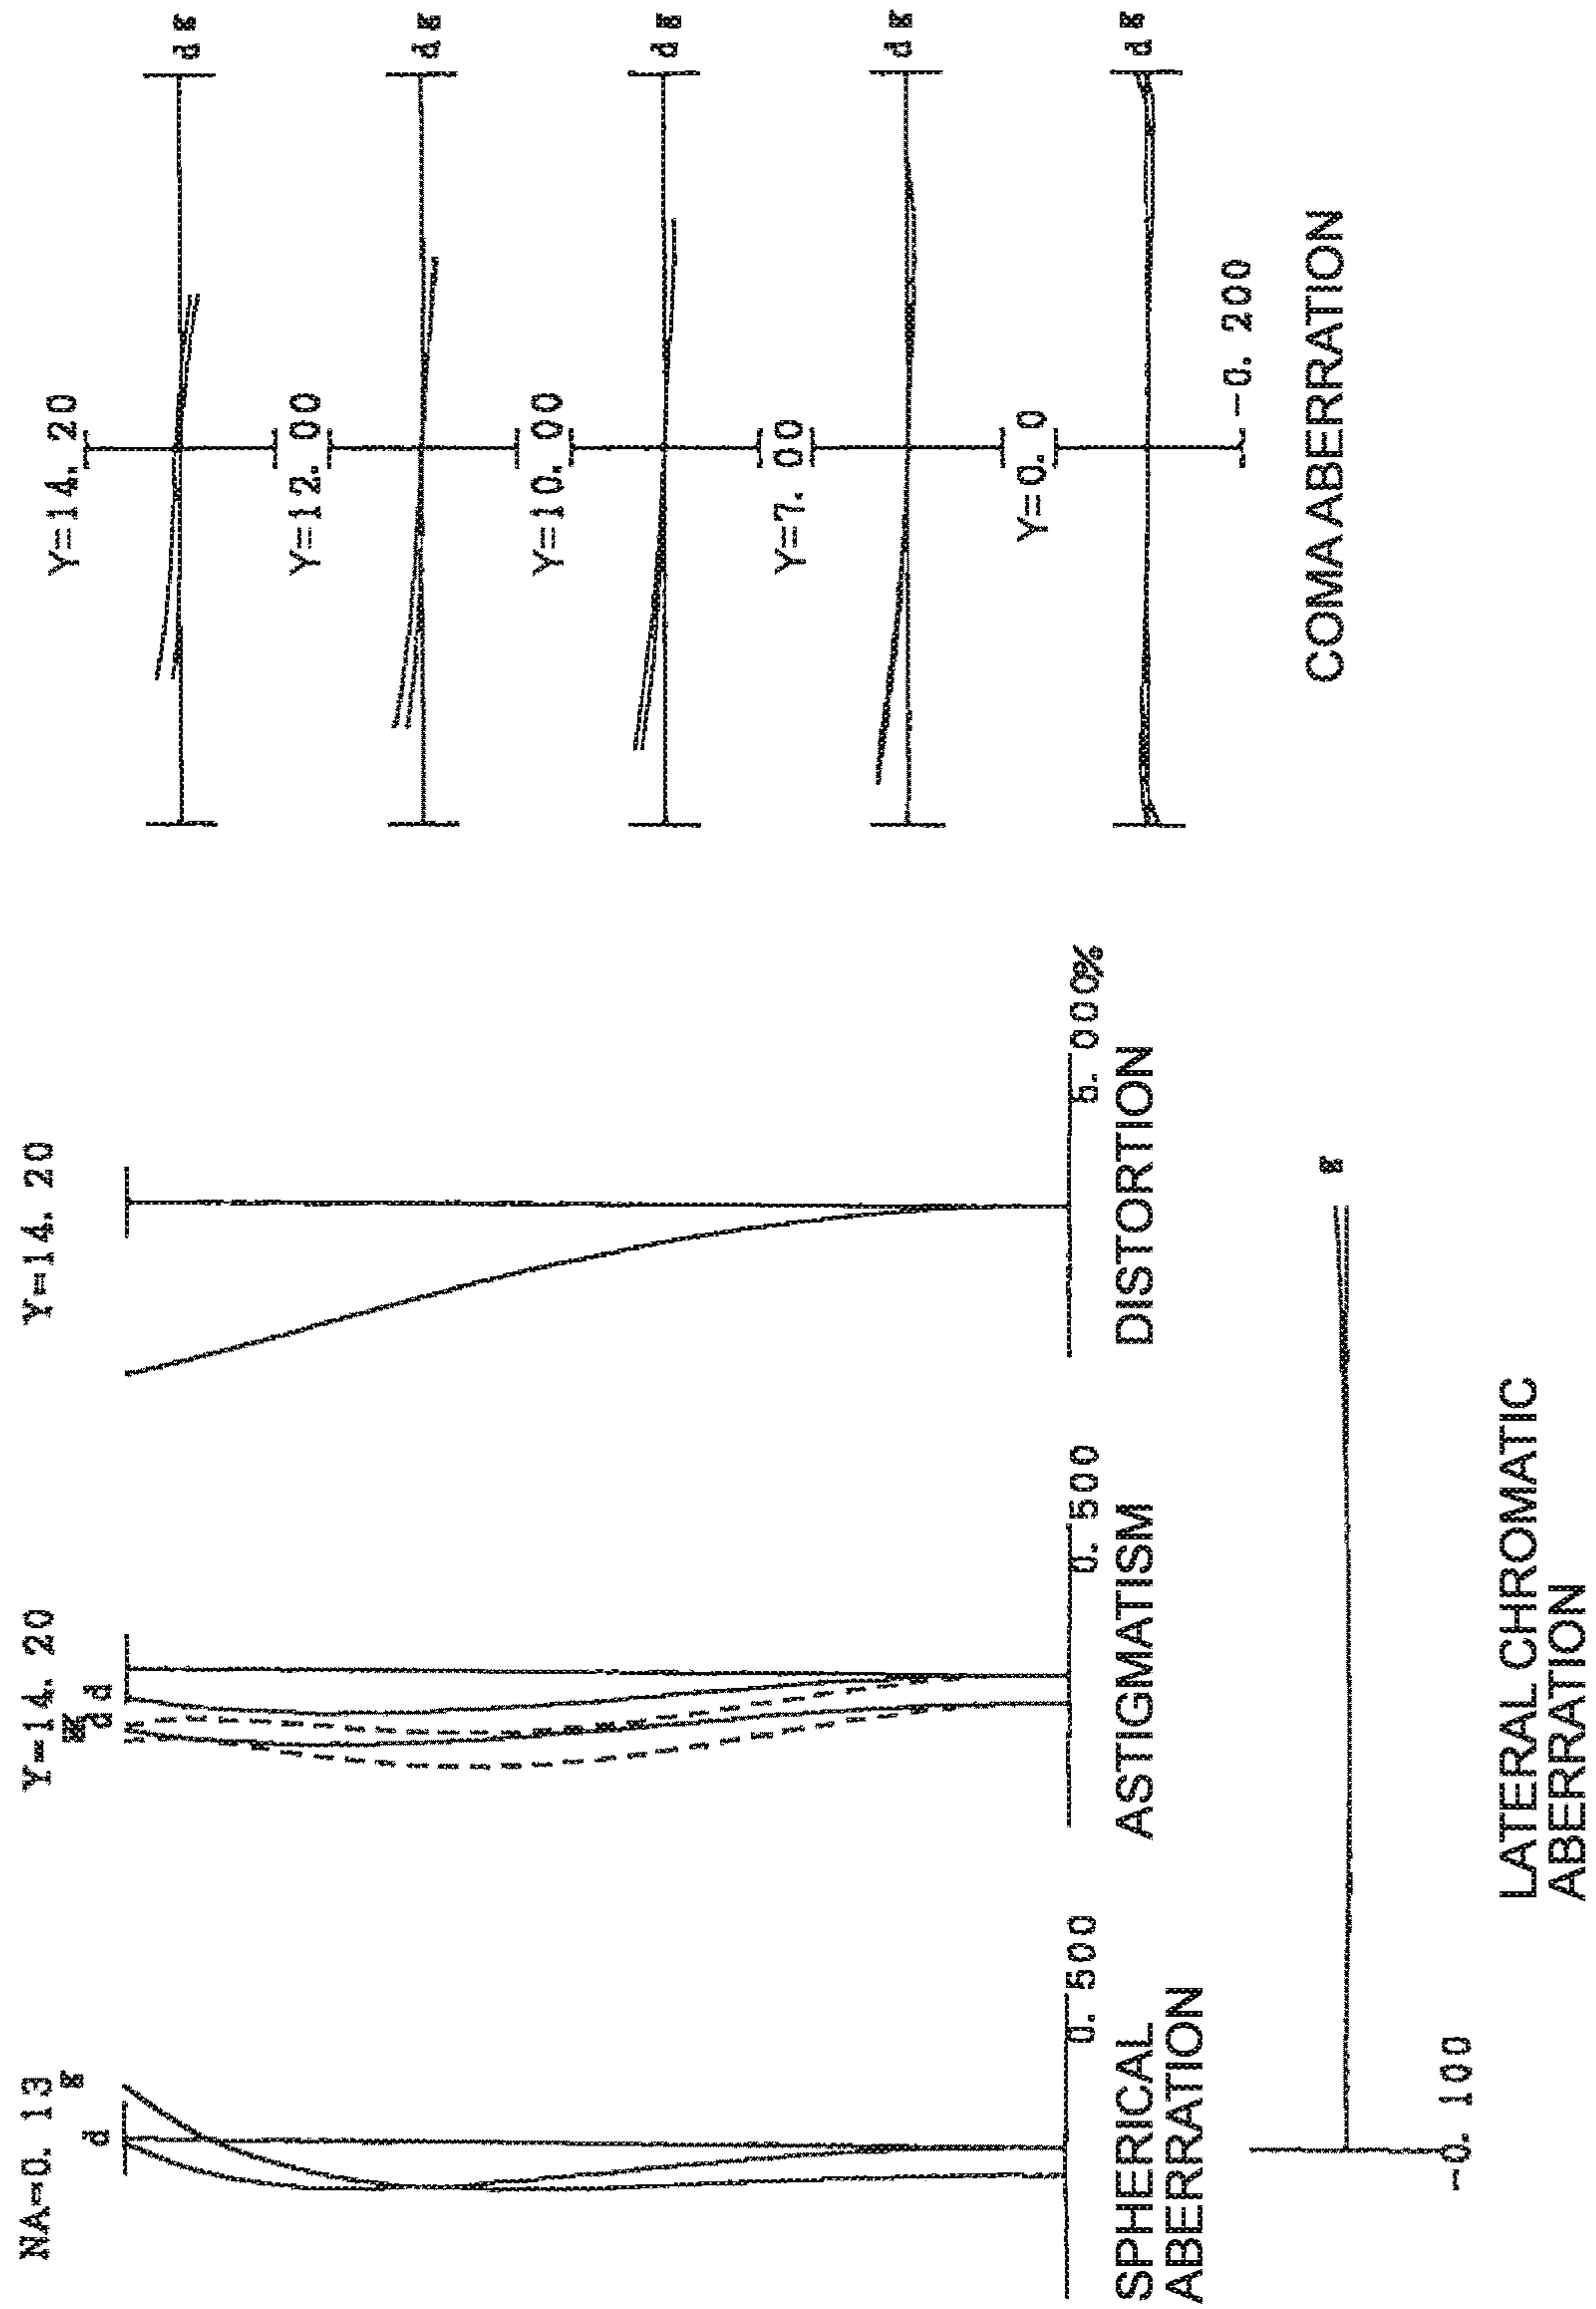 NA=0. 13
g
d
0. 500
SPHERICAL
ABERRATION
Y=14. 20
g
d
d
0. 500
ASTIGMATISM
Y=14. 20
5. 000%
DISTORTION
Y=14. 20
d g
Y=12. 00
d g
Y=10. 00
d g
Y=7. 00
d g
Y=0. 0
d g
-0. 200
COMA ABERRATION
g
-0. 100
LATERAL CHROMATIC
ABERRATION